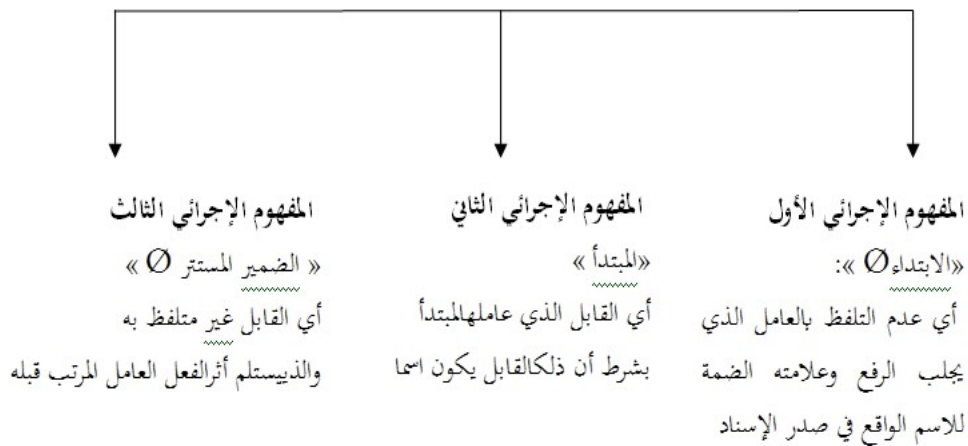 المفهوم الإجرائي الأول
«الابتداء Ø »:
أي عدم التلفظ بالعامل الذي
يجلب الرفع وعلامته الضمة
للاسم الواقع في صدر الإسناد
المفهوم الإجرائي الثاني
«المبتدأ »
أي القابل الذي عاملهالمبتدأ
بشرط أن ذلكالقابل يكون اسما
المفهوم الإجرائي الثالث
« الضمير المستتر Ø »
أي القابل غير متلفظ به
والذييستلم أثرالفعل العامل المرتب قبله